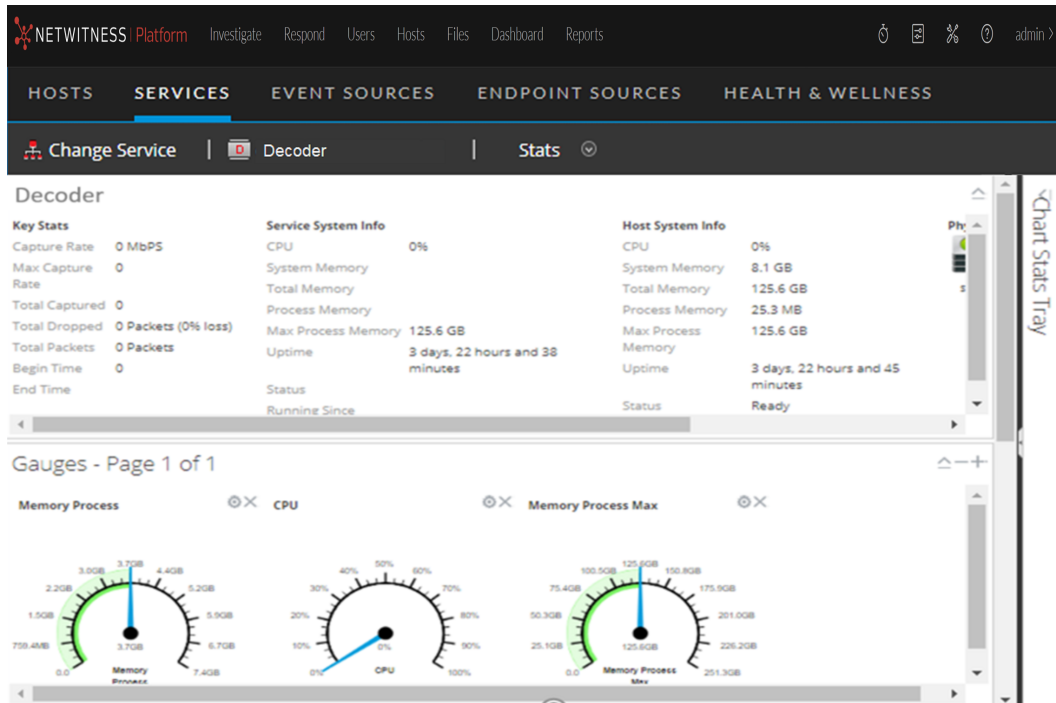 NETWITNESS Platform Investigate Respond Users Hosts Files Dashboard Reports admin >
HOSTS SERVICES EVENT SOURCES ENDPOINT SOURCES HEALTH & WELLNESS
Change Service | D Decoder | Stats
Decoder
Key Stats
Capture Rate 0 MbPS
Max Capture Rate 0
Total Captured 0
Total Dropped 0 Packets (0% loss)
Total Packets 0 Packets
Begin Time 0
End Time
Service System Info
CPU 0%
System Memory
Total Memory
Process Memory
Max Process Memory 125.6 GB
Uptime 3 days, 22 hours and 38
minutes
Status
Running Since
Host System Info
CPU 0%
System Memory 8.1 GB
Total Memory 125.6 GB
Process Memory 25.3 MB
Max Process Memory 125.6 GB
Uptime 3 days, 22 hours and 45
minutes
Status Ready
Chart Stats Tray
Gauges - Page 1 of 1
Memory Process
0.0 759.4MB 1.5GB 2.2GB 3.0GB 3.7GB 4.4GB 5.2GB 5.9GB 6.7GB 7.4GB
3.7GB
Memory
Process
CPU
0% 10% 20% 30% 40% 50% 60% 70% 80% 90% 100%
0%
CPU
Memory Process Max
0.0 25.1GB 50.3GB 75.4GB 100.5GB 125.6GB 150.8GB 175.9GB 201.0GB 226.2GB 251.3GB
125.6GB
Memory Process
Max